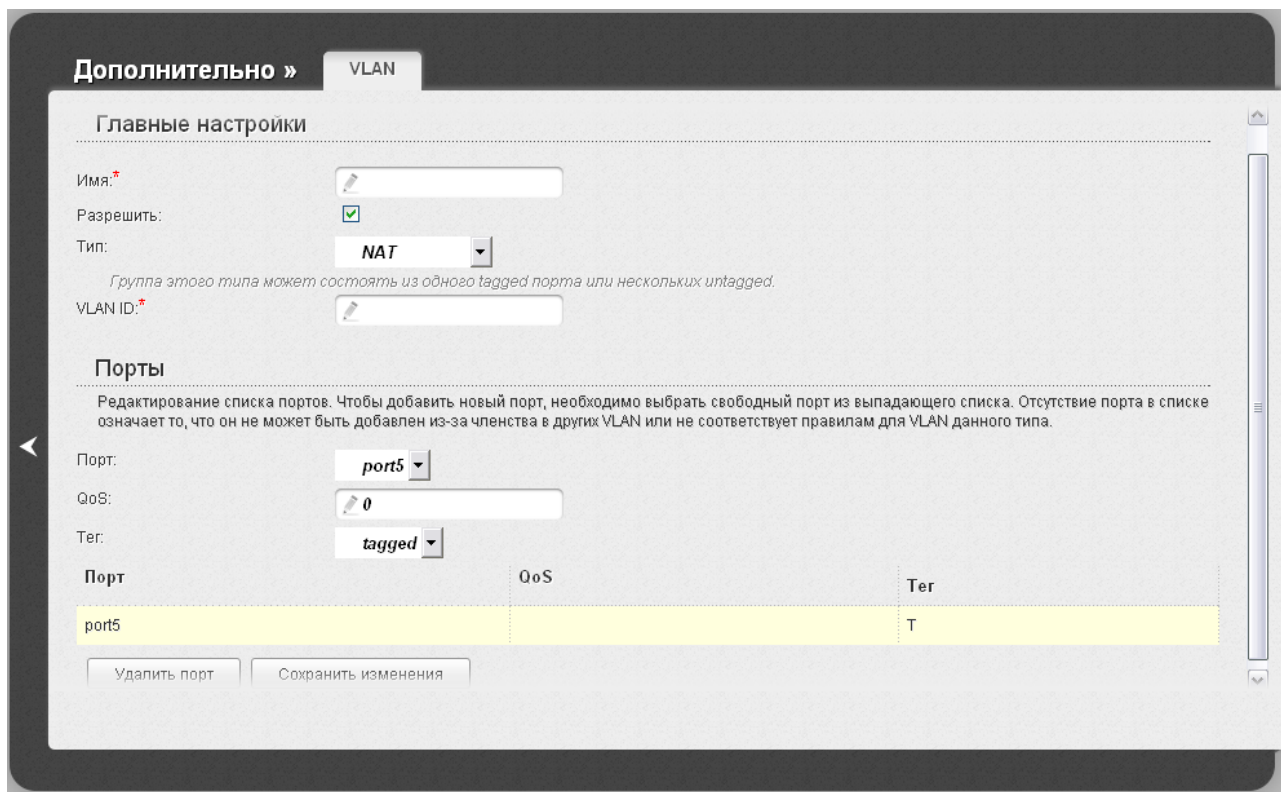 Дополнительно »
VLAN
Главные настройки
Имя:*
Разрешить:
Тип:
NAT
Группа этого типа может состоять из одного tagged порта или нескольких untagged.
VLAN ID:*
Порты
Редактирование списка портов. Чтобы добавить новый порт, необходимо выбрать свободный порт из выпадающего списка. Отсутствие порта в списке
означает то, что он не может быть добавлен из-за членства в других VLAN или не соответствует правилам для VLAN данного типа.
Порт:
port5
QoS:
0
Тег:
tagged
Порт QoS Тег
port5 T
Удалить порт Сохранить изменения